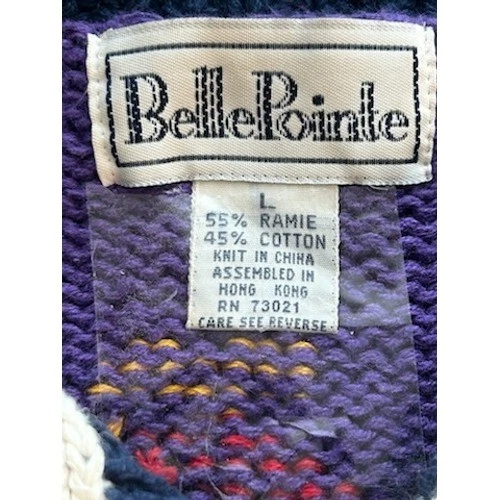 BellePointe
L
55% RAMIE
45% COTTON
KNIT IN CHINA
ASSEMBLED IN
HONG KONG
RN 73021
CARE SEE REVERSE